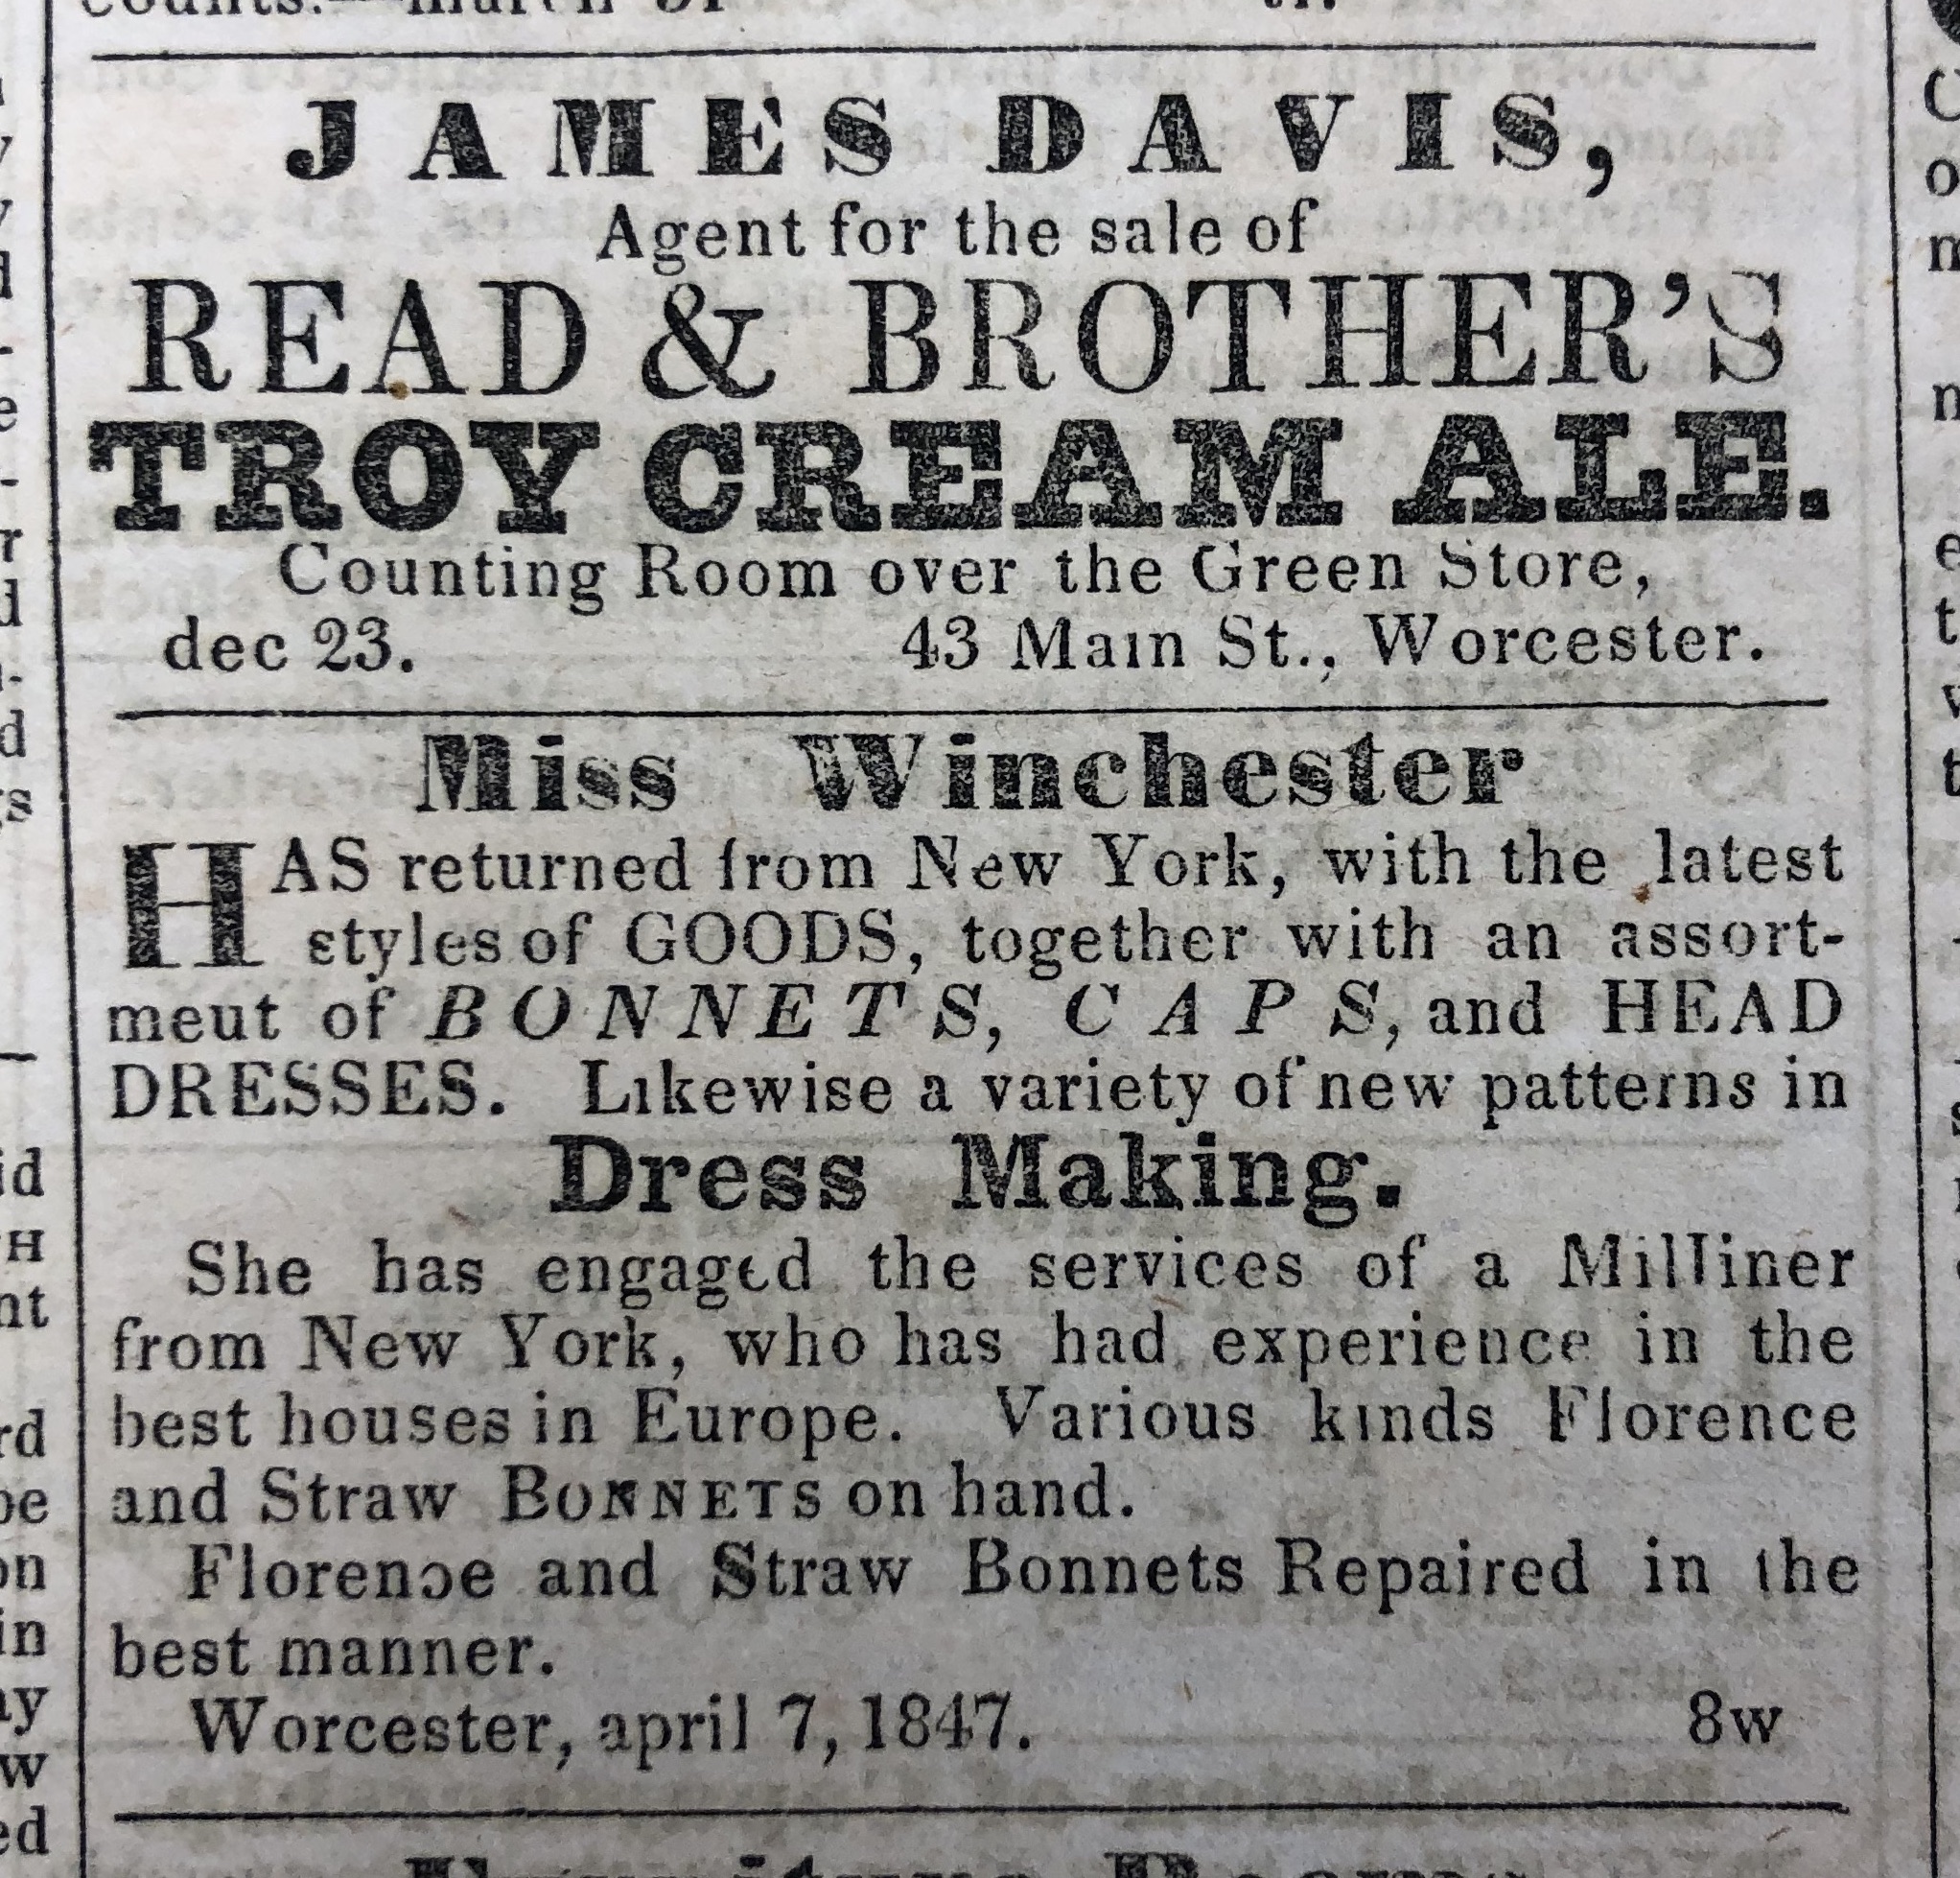 JAMES DAVIS,
Agent for the sale of
READ & BROTHER'S
TROY CREAM ALE.
Counting Room over the Green Store,
dec 23. 43 Main St., Worcester.
Miss Winchester
HAS returned from New York, with the latest
styles of GOODS, together with an assort-
meut of BONNETS, CAPS, and HEAD
DRESSES. Likewise a variety of new patterns in
Dress Making.
She has engaged the services of a Milliner
from New York, who has had experience in the
best houses in Europe. Various kinds Florence
and Straw BONNETS on hand.
Florence and Straw Bonnets Repaired in the
best manner.
Worcester, april 7, 1847. 8w